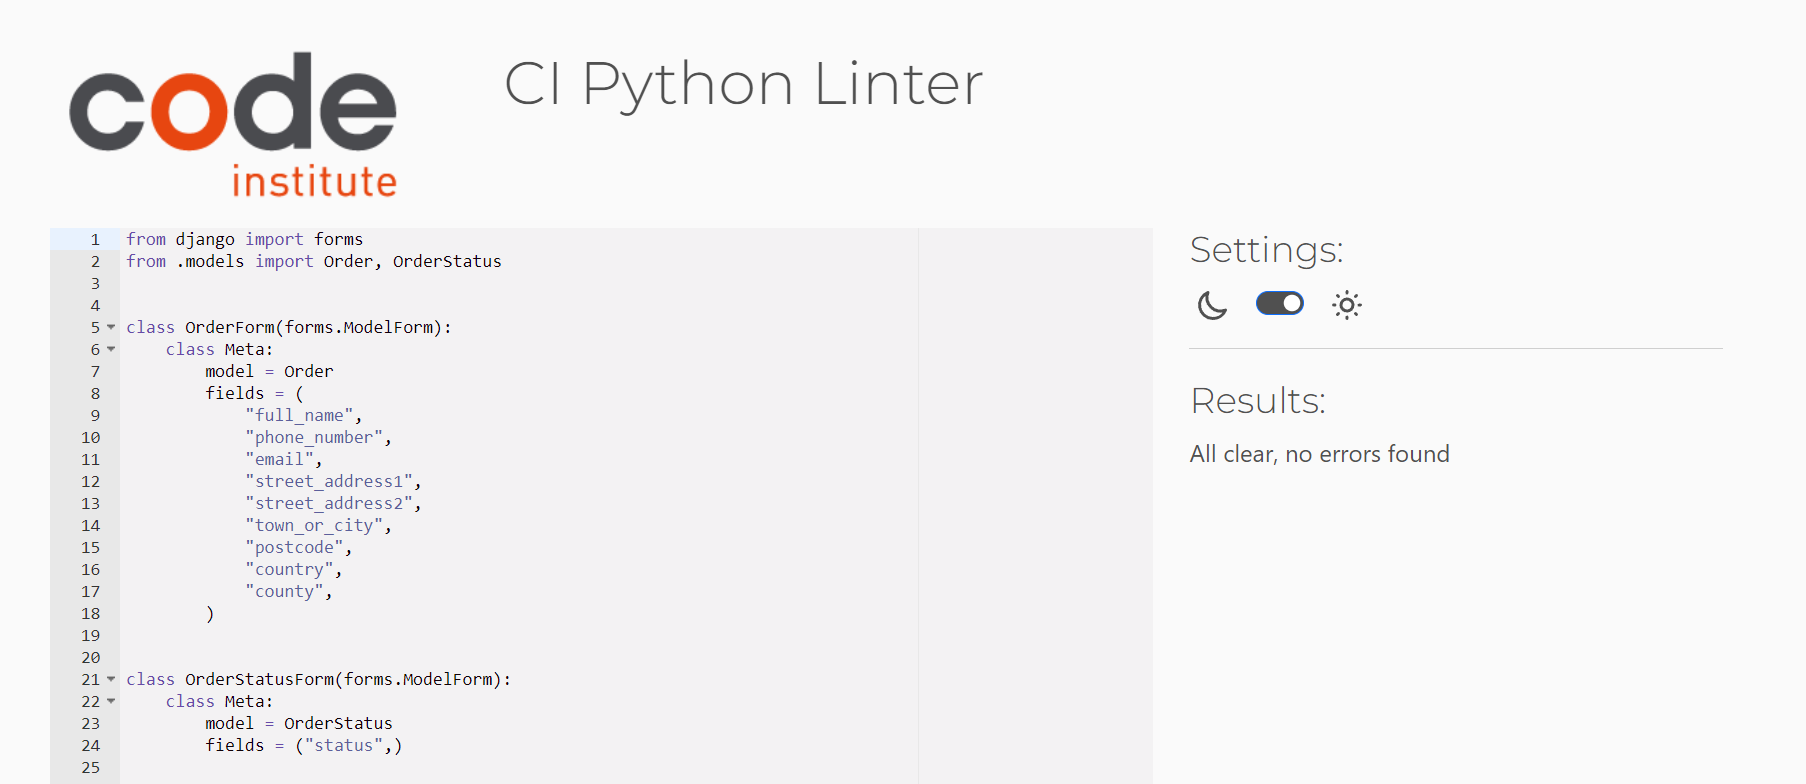 code
institute
CI Python Linter
1 from django import forms
2 from .models import Order, OrderStatus
3
4
5 class OrderForm(forms.ModelForm):
6     class Meta:
7         model = Order
8         fields = (
9             "full_name",
10             "phone_number",
11             "email",
12             "street_address1",
13             "street_address2",
14             "town_or_city",
15             "postcode",
16             "country",
17             "county",
18         )
19
20
21 class OrderStatusForm(forms.ModelForm):
22     class Meta:
23         model = OrderStatus
24         fields = ("status",)
25
Settings:
Results:
All clear, no errors found